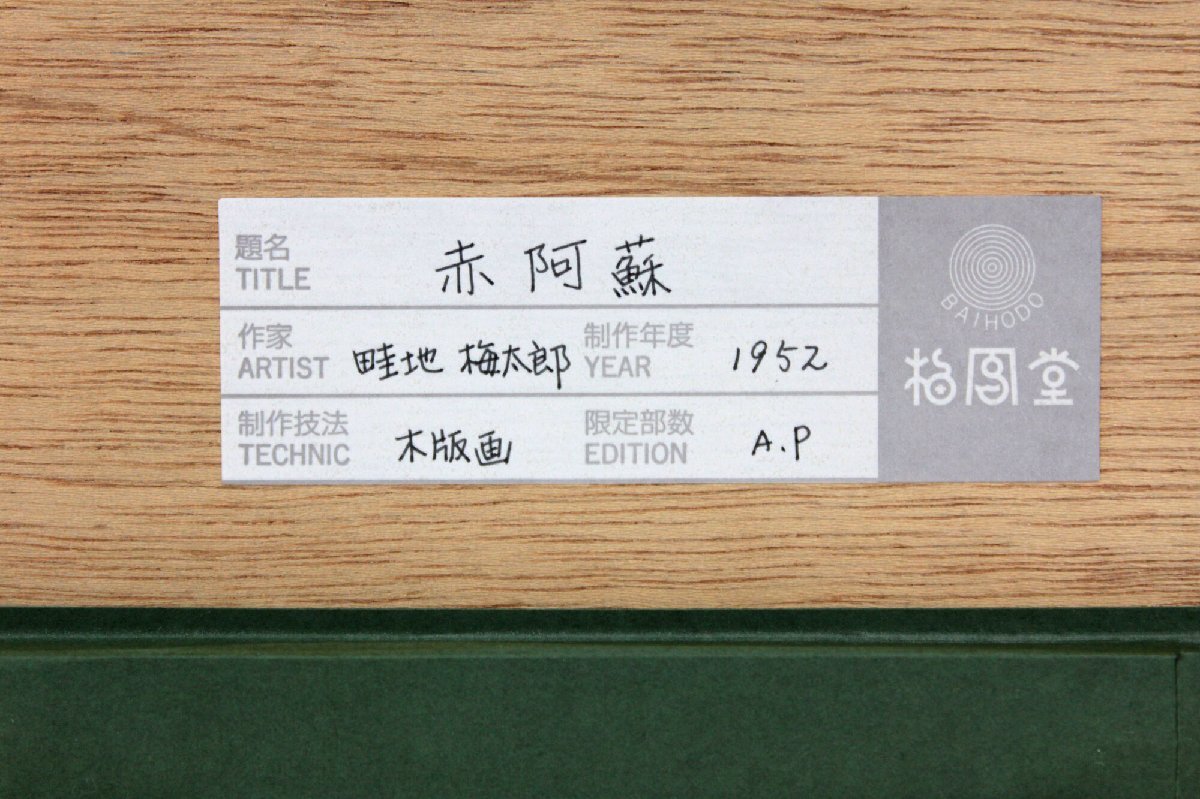 題名
TITLE
赤阿蘇
作家
ARTIST
畦地 梅太郎
制作年度
YEAR
1952
制作技法
TECHNIC
木版画
限定部数
EDITION
A.P
BAIHODO
梅鳳堂